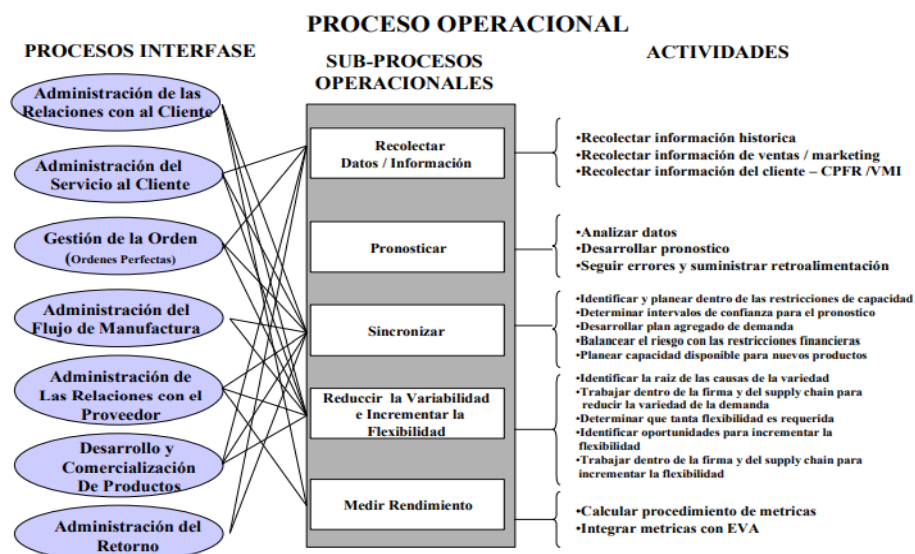 PROCESO OPERACIONAL
PROCESOS INTERFASE
Administración de las
Relaciones con al Cliente
Administración del
Servicio al Cliente
Gestión de la Orden
(Ordenes Perfectas)
Administración del
Flujo de Manufactura
Administración de
Las Relaciones con el
Proveedor
Desarrollo y
Comercialización
De Productos
Administración del
Retorno
SUB-PROCESOS
OPERACIONALES
Recolectar
Datos / Información
Pronosticar
Sincronizar
Reduccir la Variabilidad
e Incrementar la
Flexibilidad
Medir Rendimiento
ACTIVIDADES
•Recolectar información historica
•Recolectar información de ventas / marketing
•Recolectar información del cliente – CPFR /VMI
•Analizar datos
•Desarrollar pronostico
•Seguir errores y suministrar retroalimentación
•Identificar y planear dentro de las restricciones de capacidad
•Determinar intervalos de confianza para el pronostico
•Desarrollar plan agregado de demanda
•Balancear el riesgo con las restricciones financieras
•Planear capacidad disponible para nuevos productos
•Identificar la raiz de las causas de la variedad
•Trabajar dentro de la firma y del supply chain para
reducir la variedad de la demanda
•Determinar que tanta flexibilidad es requerida
•Identificar oportunidades para incrementar la
flexibilidad
•Trabajar dentro de la firma y del supply chain para
incrementar la flexibilidad
•Calcular procedimiento de metricas
•Integrar metricas con EVA